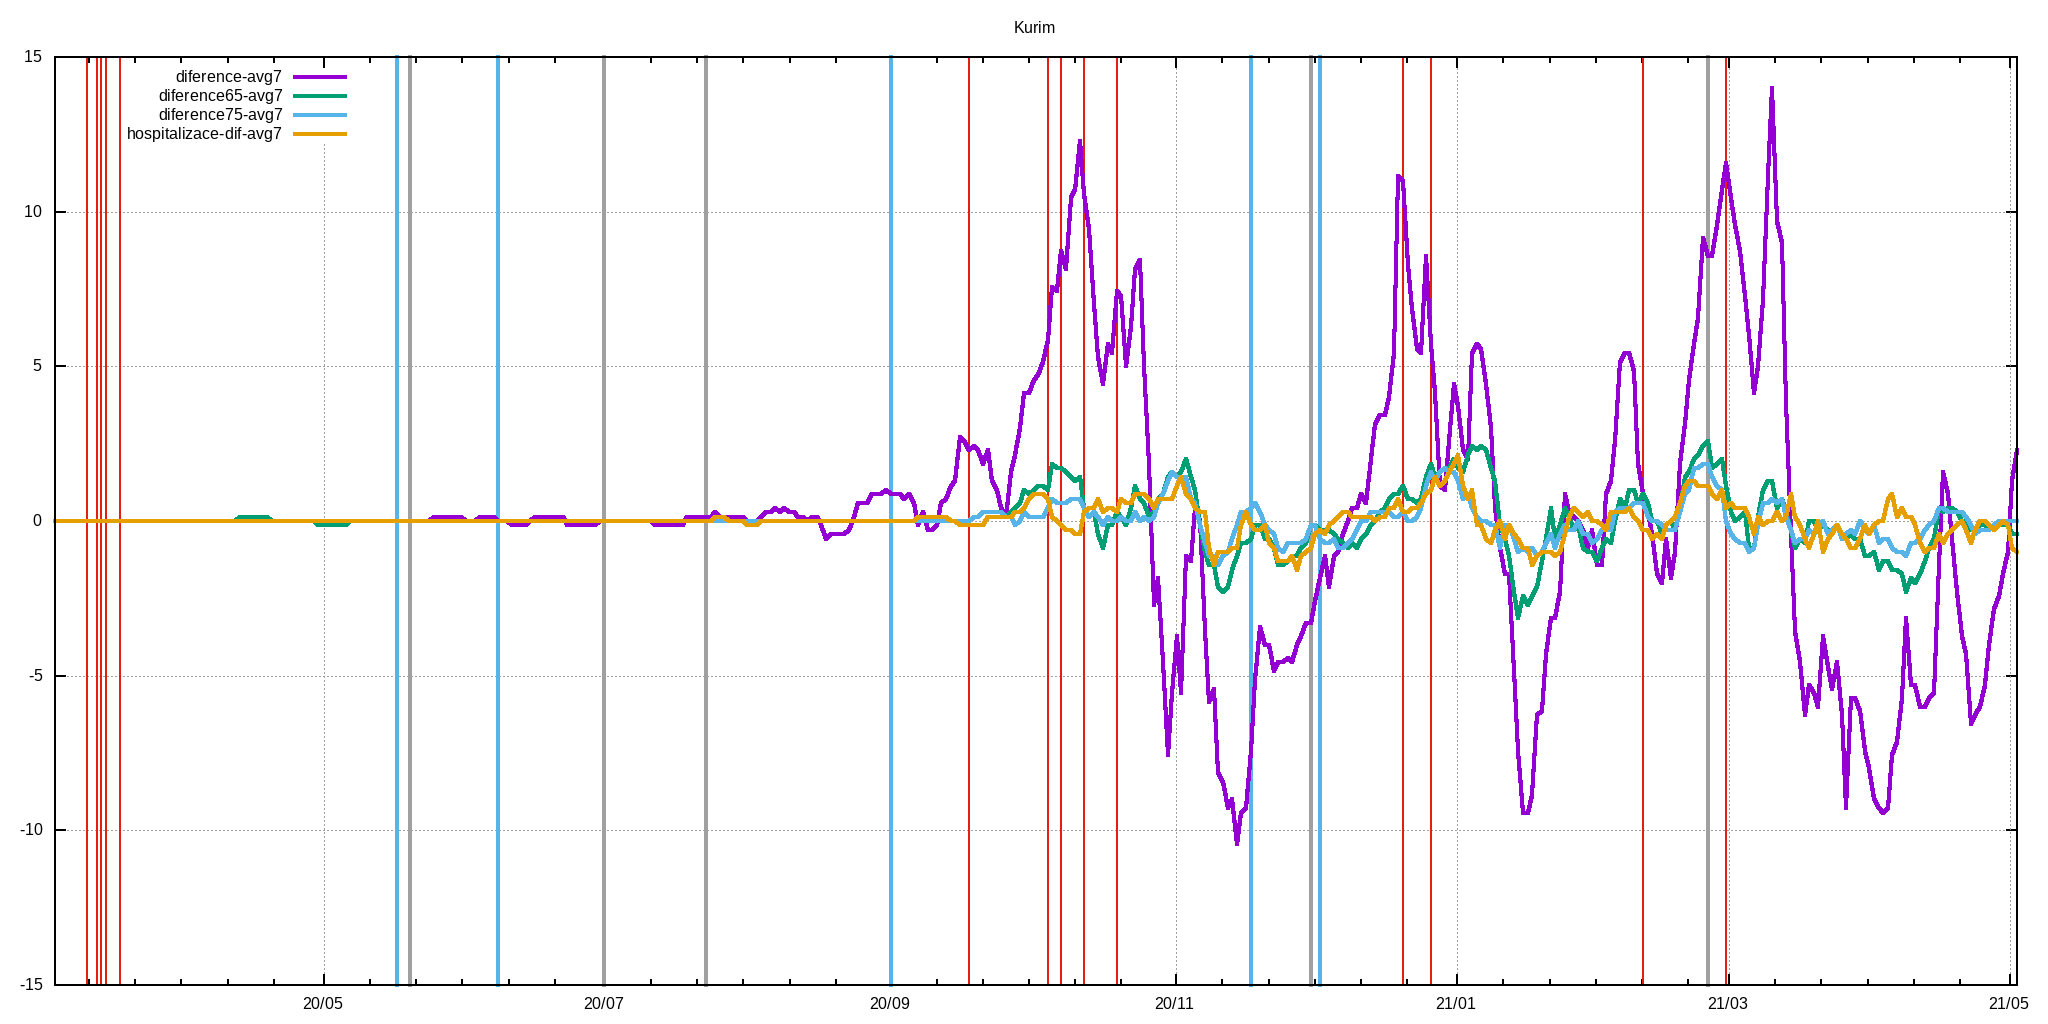 Kurim
15
diference-avg7
diference65-avg7
diference75-avg7
hospitalizace-dif-avg7
10
5
0
-5
-10
-15
20/05 20/07 20/09 20/11 21/01 21/03 21/05